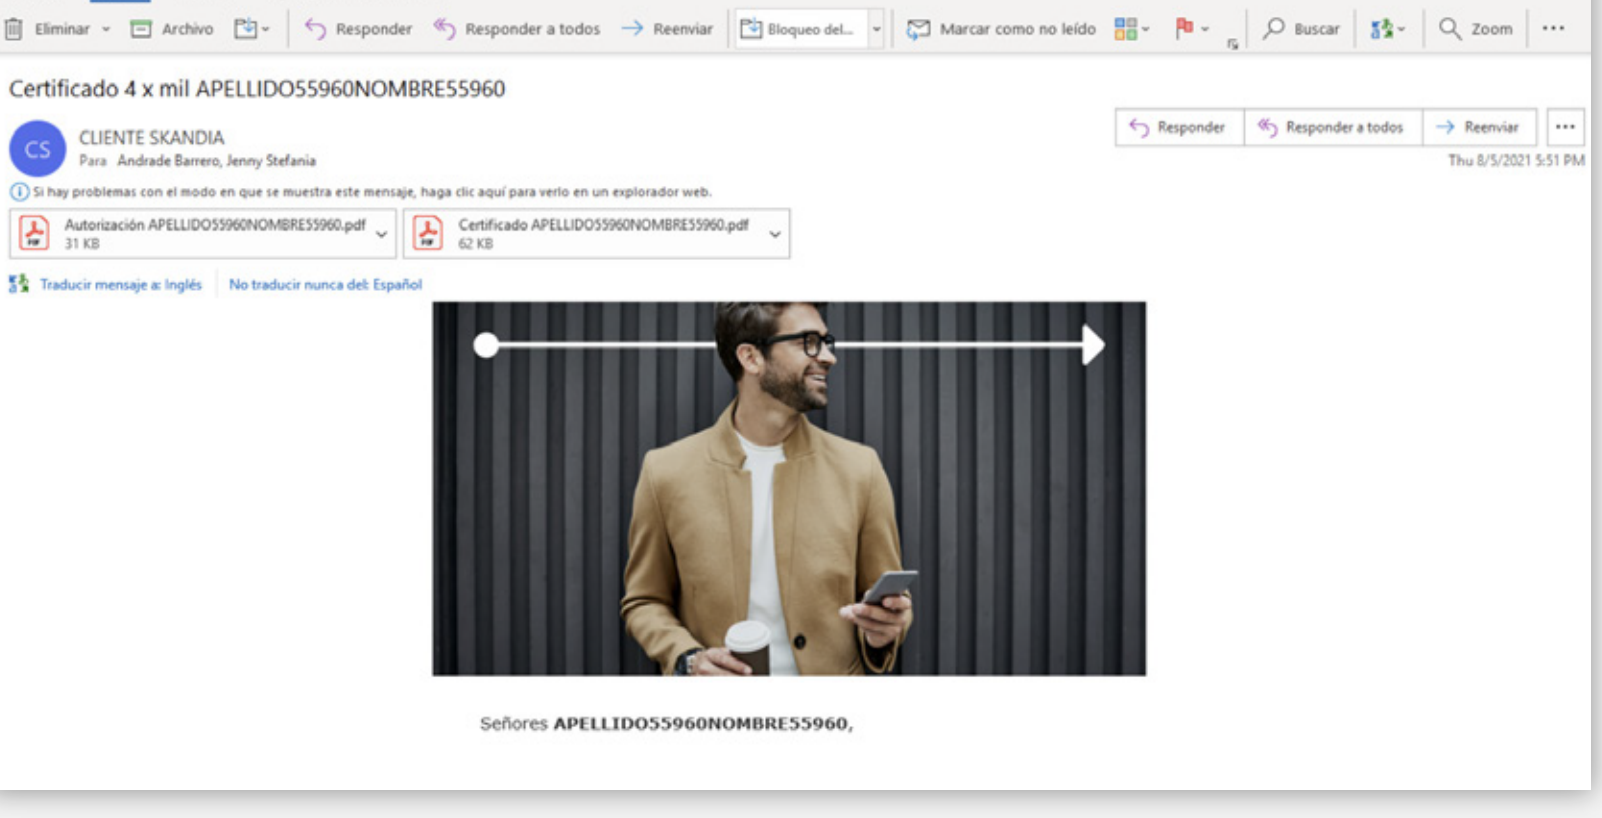 Eliminar
Archivo
Responder
Responder a todos
Reenviar
Bloqueo del...
Marcar como no leído
Buscar
Zoom
Certificado 4 x mil APELLIDO55960NOMBRE55960
CS
CLIENTE SKANDIA
Para Andrade Barrero, Jenny Stefania
Responder
Responder a todos
Reenviar
Thu 8/5/2021 5:51 PM
Si hay problemas con el modo en que se muestra este mensaje, haga clic aquí para verlo en un explorador web.
PDF
Autorización APELLIDO55960NOMBRE55960.pdf
31 KB
PDF
Certificado APELLIDO55960NOMBRE55960.pdf
62 KB
Traducir mensaje a: Inglés
No traducir nunca del: Español
Señores APELLIDO55960NOMBRE55960,